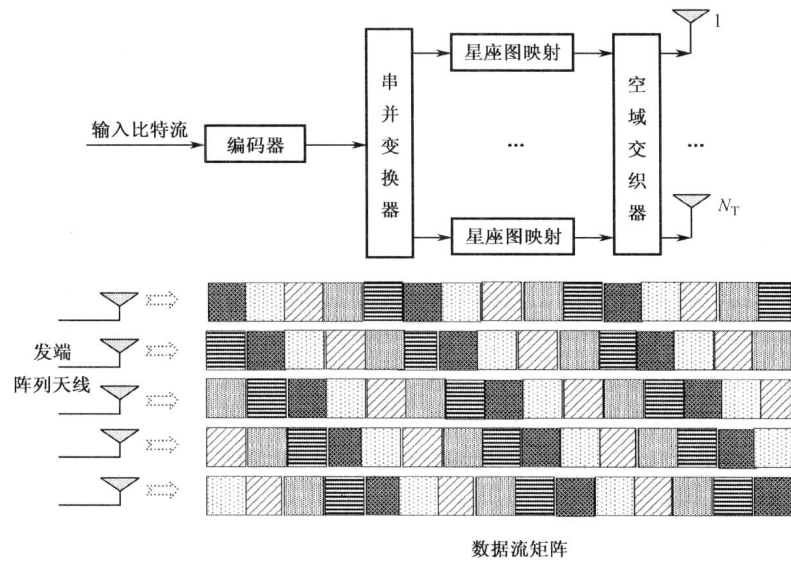 1
星座图映射
输入比特流
编码器
串并变换器
...
空域交织器
...
星座图映射
N_T
发端
阵列天线
数据流矩阵